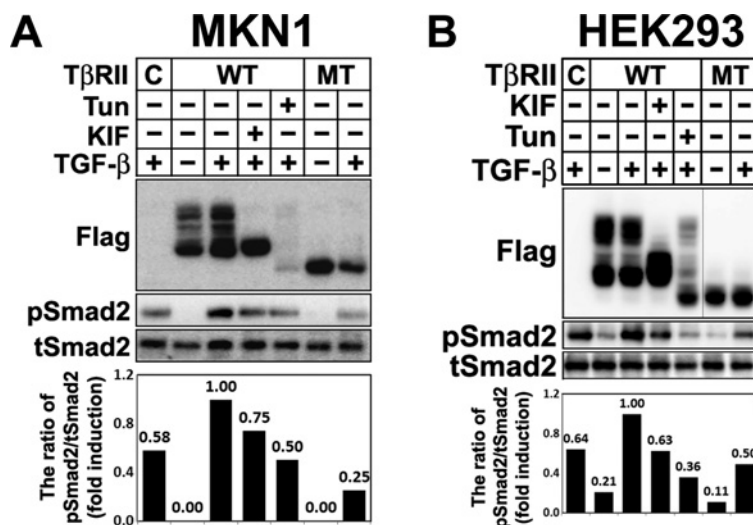 A MKN1
TβRII C WT MT
Tun − − − − + − −
KIF − − − + − − −
TGF-β + − + + + − +
Flag
pSmad2
tSmad2
The ratio of
pSmad2/tSmad2
(fold induction)
1.2
0.8
0.4
0.0
0.58 0.00 1.00 0.75 0.50 0.00 0.25
B HEK293
TβRII C WT MT
KIF − − − + − − −
Tun − − − − + − −
TGF-β + − + + + − +
Flag
pSmad2
tSmad2
The ratio of
pSmad2/tSmad2
(fold induction)
1.2
0.8
0.4
0.0
0.64 0.21 1.00 0.63 0.36 0.11 0.50